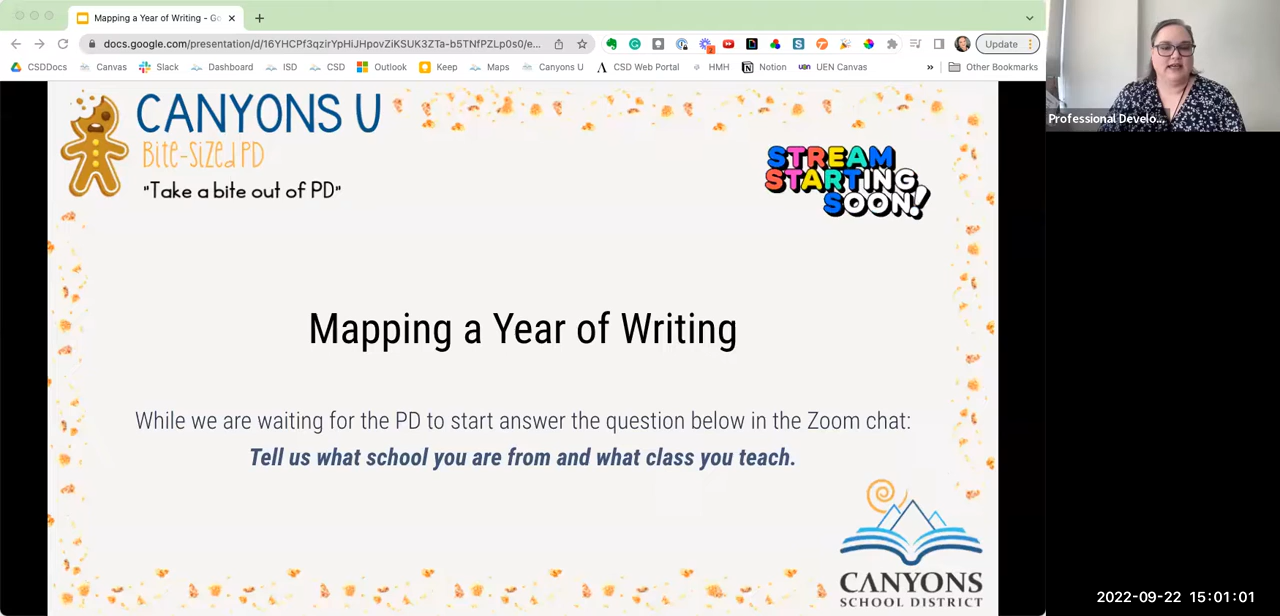 Mapping a Year of Writing - Go
docs.google.com/presentation/d/16YHCPf3qzirYpHiJHpovZiKSUK3ZTa-b5TNfPZLp0s0/e...
Update
CSDDocs Canvas Slack Dashboard ISD CSD Outlook Keep Maps Canyons U CSD Web Portal HMH Notion UEN Canvas » Other Bookmarks
Professional Develo...
CANYONS U
Bite-Sized PD
"Take a bite out of PD"
STREAM
STARTING
SOON!
Mapping a Year of Writing
While we are waiting for the PD to start answer the question below in the Zoom chat:
Tell us what school you are from and what class you teach.
CANYONS
SCHOOL DISTRICT
2022-09-22 15:01:01